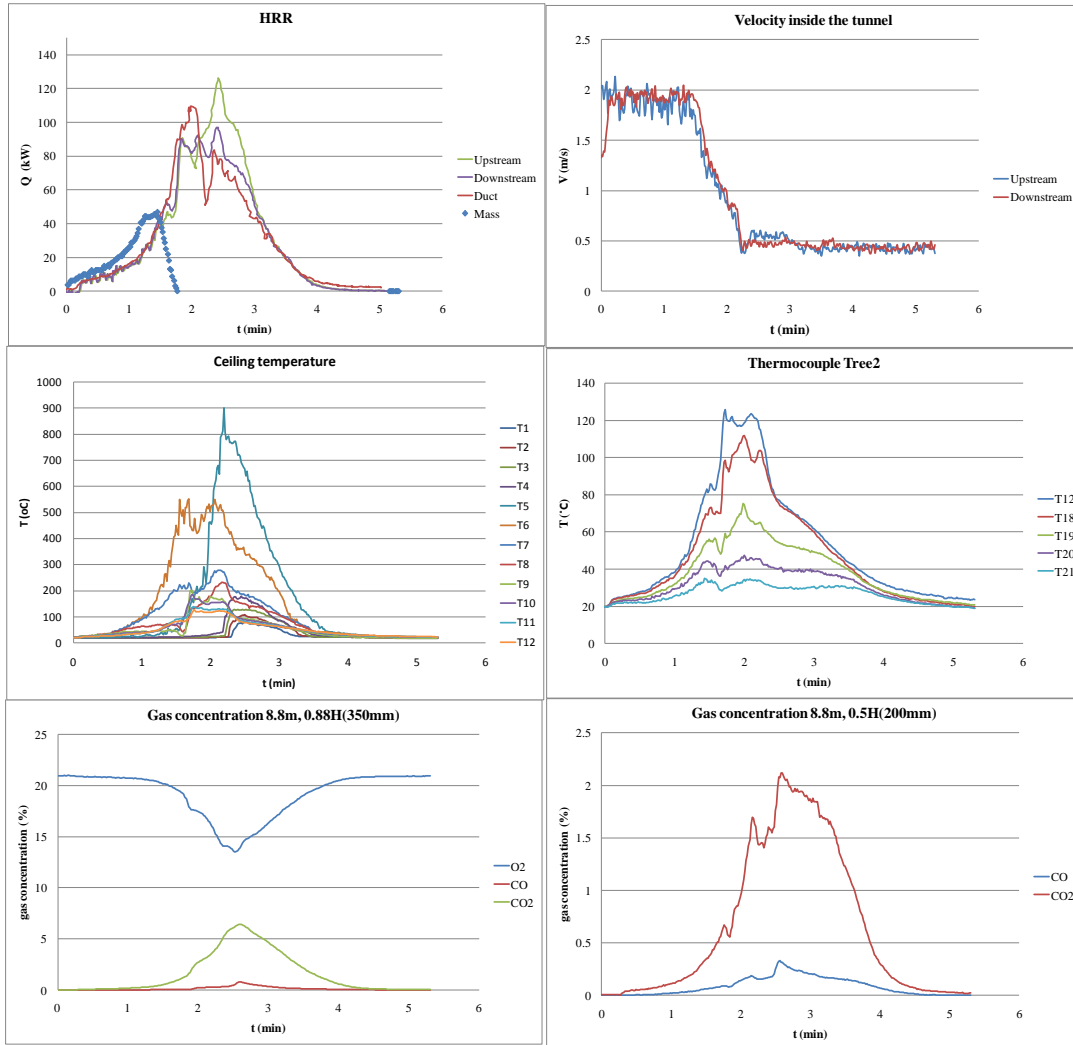 HRR
140
120
100
80
60
40
20
0
Q (kW)
0 1 2 3 4 5 6
t (min)
Upstream
Downstream
Duct
Mass
Velocity inside the tunnel
2.5
2
1.5
1
0.5
0
V (m/s)
0 1 2 3 4 5 6
t (min)
Upstream
Downstream
Ceiling temperature
1000
900
800
700
600
500
400
300
200
100
0
T (oC)
0 1 2 3 4 5 6
t (min)
T1
T2
T3
T4
T5
T6
T7
T8
T9
T10
T11
T12
Thermocouple Tree2
140
120
100
80
60
40
20
0
T (°C)
0 1 2 3 4 5 6
t (min)
T12
T18
T19
T20
T21
Gas concentration 8.8m, 0.88H(350mm)
25
20
15
10
5
0
gas concentration (%)
0 1 2 3 4 5 6
t (min)
O2
CO
CO2
Gas concentration 8.8m, 0.5H(200mm)
2.5
2
1.5
1
0.5
0
gas concentration (%)
0 1 2 3 4 5 6
t (min)
CO
CO2